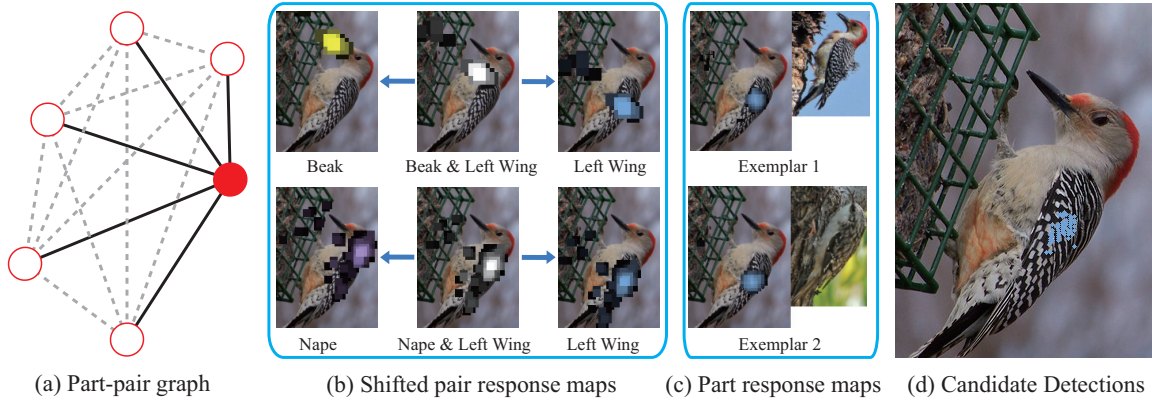 Beak
Beak & Left Wing
Left Wing
Exemplar 1
Nape
Nape & Left Wing
Left Wing
Exemplar 2
(a) Part-pair graph
(b) Shifted pair response maps
(c) Part response maps
(d) Candidate Detections